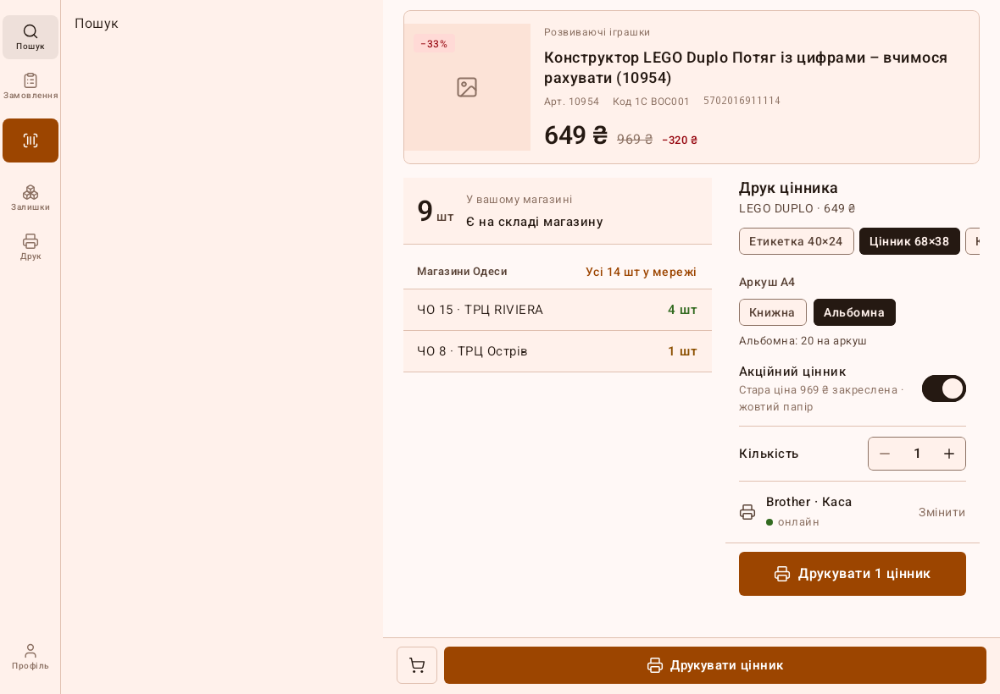 Пошук
Замовлення
Залишки
Друк
Профіль
Пошук
−33%
Розвиваючі іграшки
Конструктор LEGO Duplo Потяг із цифрами – вчимося
рахувати (10954)
Арт. 10954 Код 1С BOC001 5702016911114
649 ₴ 969 ₴ −320 ₴
9 шт
У вашому магазині
Є на складі магазину
Магазини Одеси Усі 14 шт у мережі
ЧО 15 · ТРЦ RIVIERA 4 шт
ЧО 8 · ТРЦ Острів 1 шт
Друк цінника
LEGO DUPLO · 649 ₴
Етикетка 40×24 Цінник 68×38
Аркуш А4
Книжна Альбомна
Альбомна: 20 на аркуш
Акційний цінник
Стара ціна 969 ₴ закреслена ·
жовтий папір
Кількість − 1 +
Brother · Каса
онлайн
Змінити
Друкувати 1 цінник
Друкувати цінник